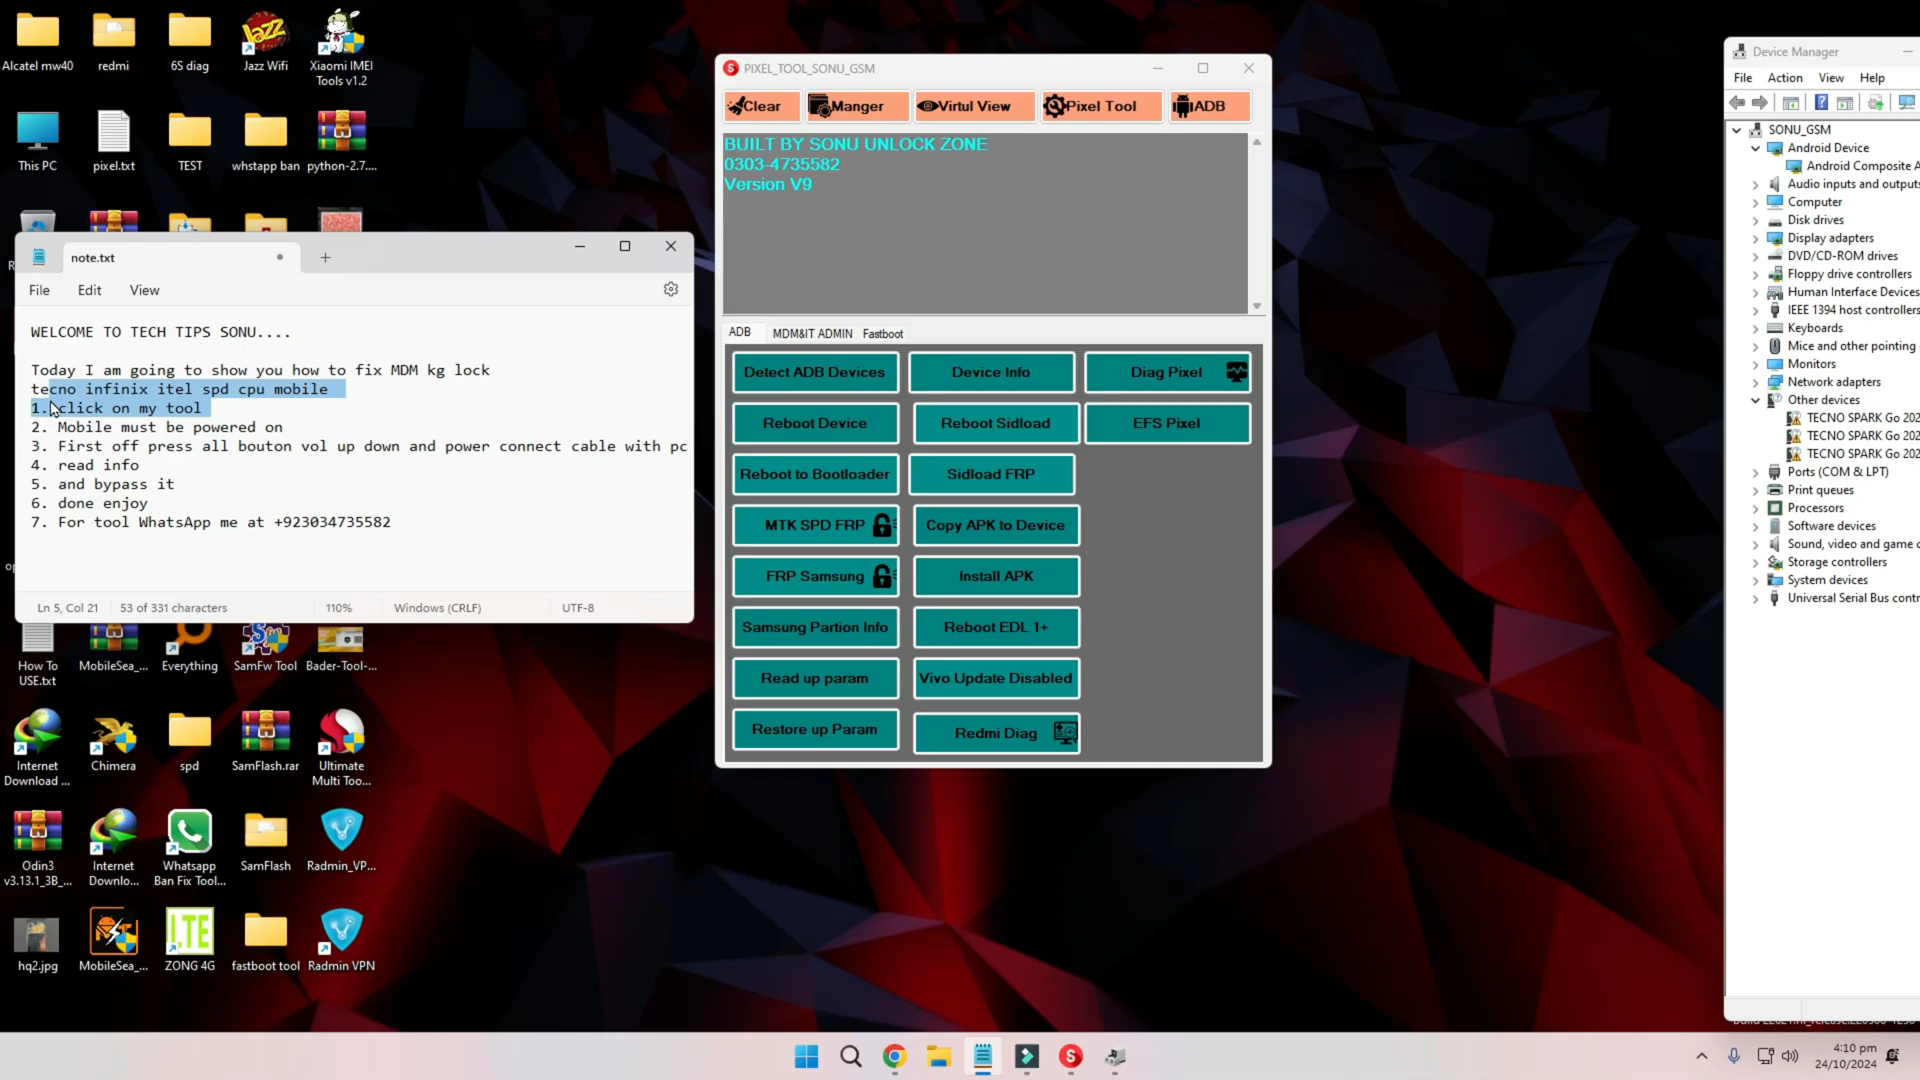 Alcatel mw40
redmi
6S diag
Jazz Wifi
Xiaomi IMEI
Tools v1.2
This PC
pixel.txt
TEST
whstapp ban
python-2.7....
note.txt
File
Edit
View
WELCOME TO TECH TIPS SONU....
Today I am going to show you how to fix MDM kg lock
tecno infinix itel spd cpu mobile
1. click on my tool
2. Mobile must be powered on
3. First off press all bouton vol up down and power connect cable with pc
4. read info
5. and bypass it
6. done enjoy
7. For tool WhatsApp me at +923034735582
Ln 5, Col 21
53 of 331 characters
110%
Windows (CRLF)
UTF-8
How To
USE.txt
MobileSea_...
Everything
SamFw Tool
Bader-Tool-...
Internet
Download ...
Chimera
spd
SamFlash.rar
Ultimate
Multi Too...
Odin3
v3.13.1_3B_...
Internet
Downlo...
Whatsapp
Ban Fix Tool...
SamFlash
Radmin_VP...
hq2.jpg
MobileSea_...
LTE
ZONG 4G
fastboot tool
Radmin VPN
PIXEL_TOOL_SONU_GSM
Clear
Manger
Virtul View
Pixel Tool
ADB
BUILT BY SONU UNLOCK ZONE
0303-4735582
Version V9
ADB
MDM&IT ADMIN
Fastboot
Detect ADB Devices
Device Info
Diag Pixel
Reboot Device
Reboot Sidload
EFS Pixel
Reboot to Bootloader
Sidload FRP
MTK SPD FRP
Copy APK to Device
FRP Samsung
Install APK
Samsung Partion Info
Reboot EDL 1+
Read up param
Vivo Update Disabled
Restore up Param
Redmi Diag
Device Manager
File
Action
View
Help
SONU_GSM
Android Device
Android Composite A
Audio inputs and outputs
Computer
Disk drives
Display adapters
DVD/CD-ROM drives
Floppy drive controllers
Human Interface Devices
IEEE 1394 host controllers
Keyboards
Mice and other pointing
Monitors
Network adapters
Other devices
TECNO SPARK Go 202
TECNO SPARK Go 202
TECNO SPARK Go 202
Ports (COM & LPT)
Print queues
Processors
Software devices
Sound, video and game c
Storage controllers
System devices
Universal Serial Bus contr
4:10 pm
24/10/2024